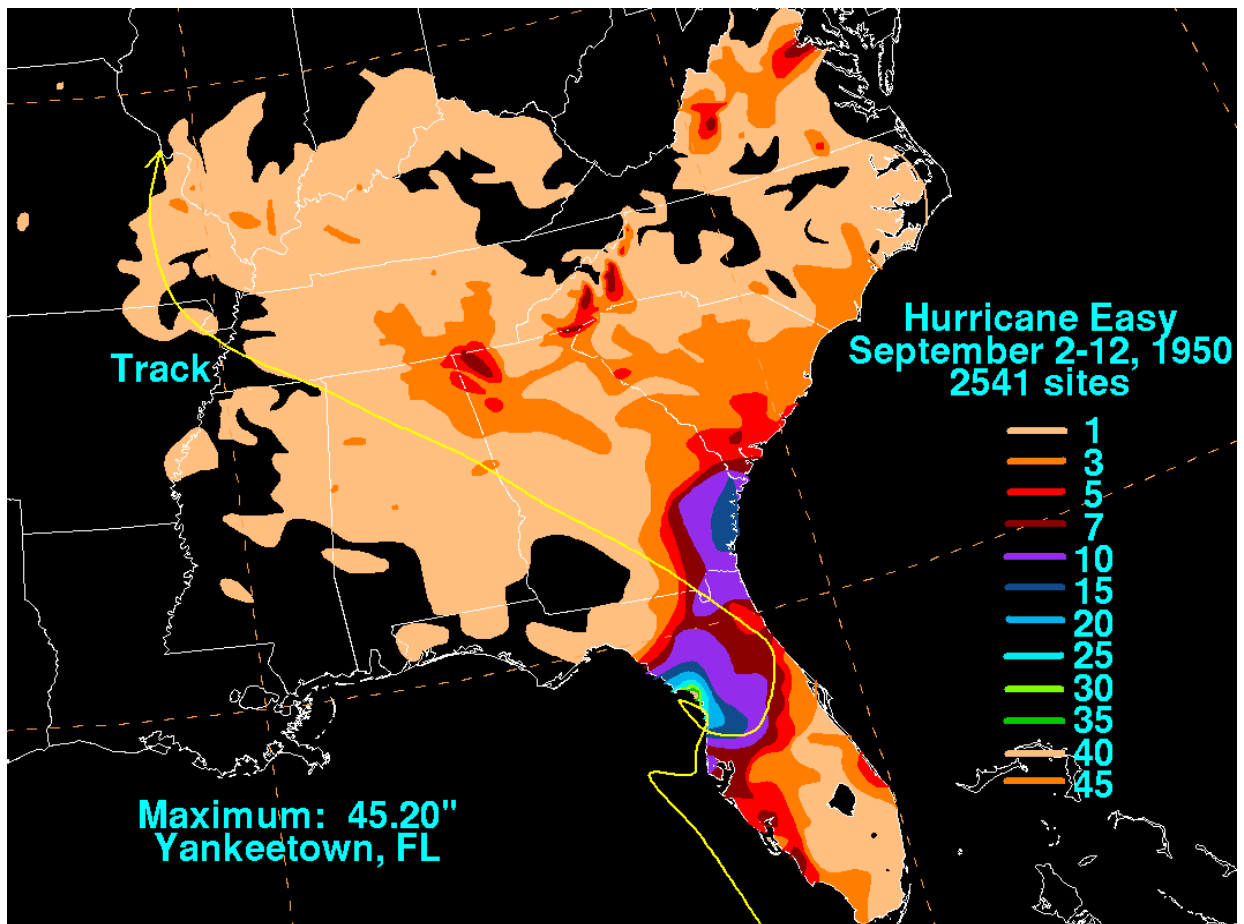 Hurricane Easy
September 2-12, 1950
2541 sites
Track
1
3
5
7
10
15
20
25
30
35
40
45
Maximum:  45.20"
Yankeetown, FL